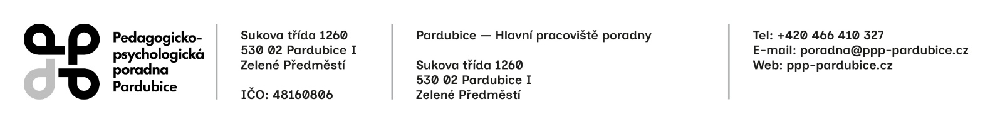 Pedagogicko-
psychologická
poradna
Pardubice
Sukova třída 1260
530 02 Pardubice I
Zelené Předměstí
IČO: 48160806
Pardubice — Hlavní pracoviště poradny
Sukova třída 1260
530 02 Pardubice I
Zelené Předměstí
Tel: +420 466 410 327
E-mail: poradna@ppp-pardubice.cz
Web: ppp-pardubice.cz